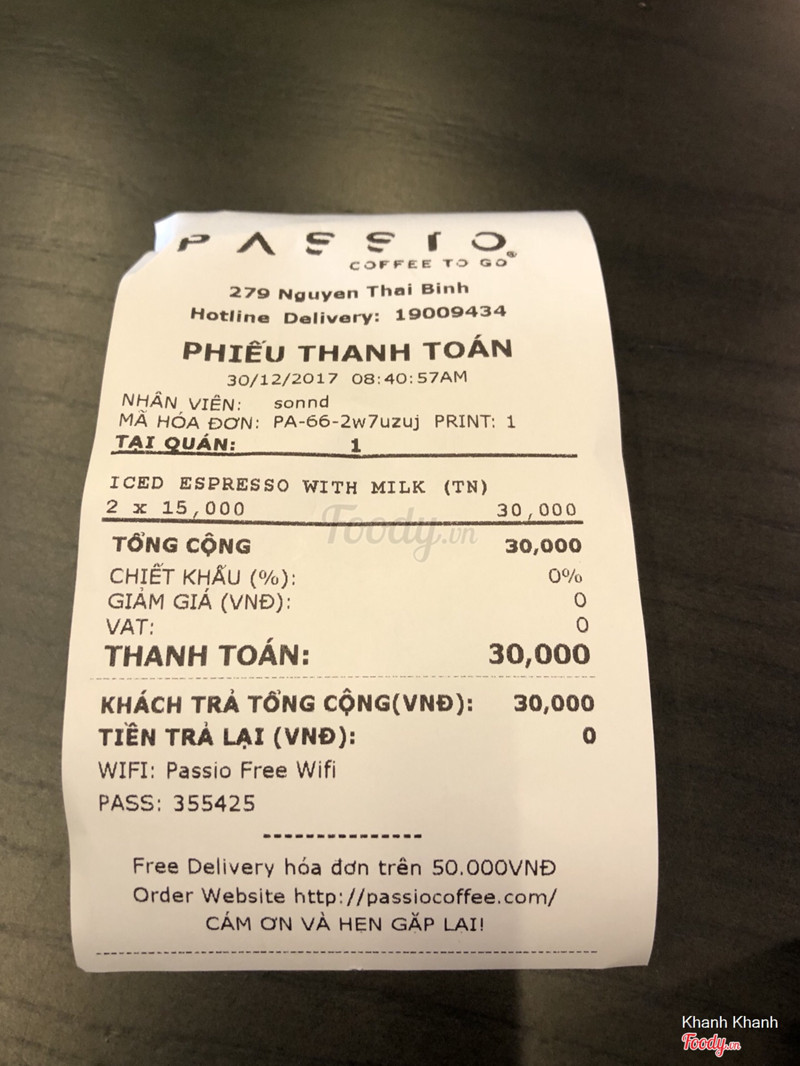 PASSIO
COFFEE TO GO®
279 Nguyen Thai Binh
Hotline Delivery: 19009434
PHIẾU THANH TOÁN
30/12/2017 08:40:57AM
NHÂN VIÊN: sonnd
MÃ HÓA ĐƠN: PA-66-2w7uzuj PRINT: 1
TẠI QUÁN: 1
ICED ESPRESSO WITH MILK (TN)
2 x 15,000 30,000
Foody.vn
TỔNG CỘNG 30,000
CHIẾT KHẤU (%): 0%
GIẢM GIÁ (VNĐ): 0
VAT: 0
THANH TOÁN: 30,000
KHÁCH TRẢ TỔNG CỘNG(VNĐ): 30,000
TIỀN TRẢ LẠI (VNĐ): 0
WIFI: Passio Free Wifi
PASS: 355425
Free Delivery hóa đơn trên 50.000VNĐ
Order Website http://passiocoffee.com/
CÁM ƠN VÀ HẸN GẶP LẠI!
Khanh Khanh
Foody.vn